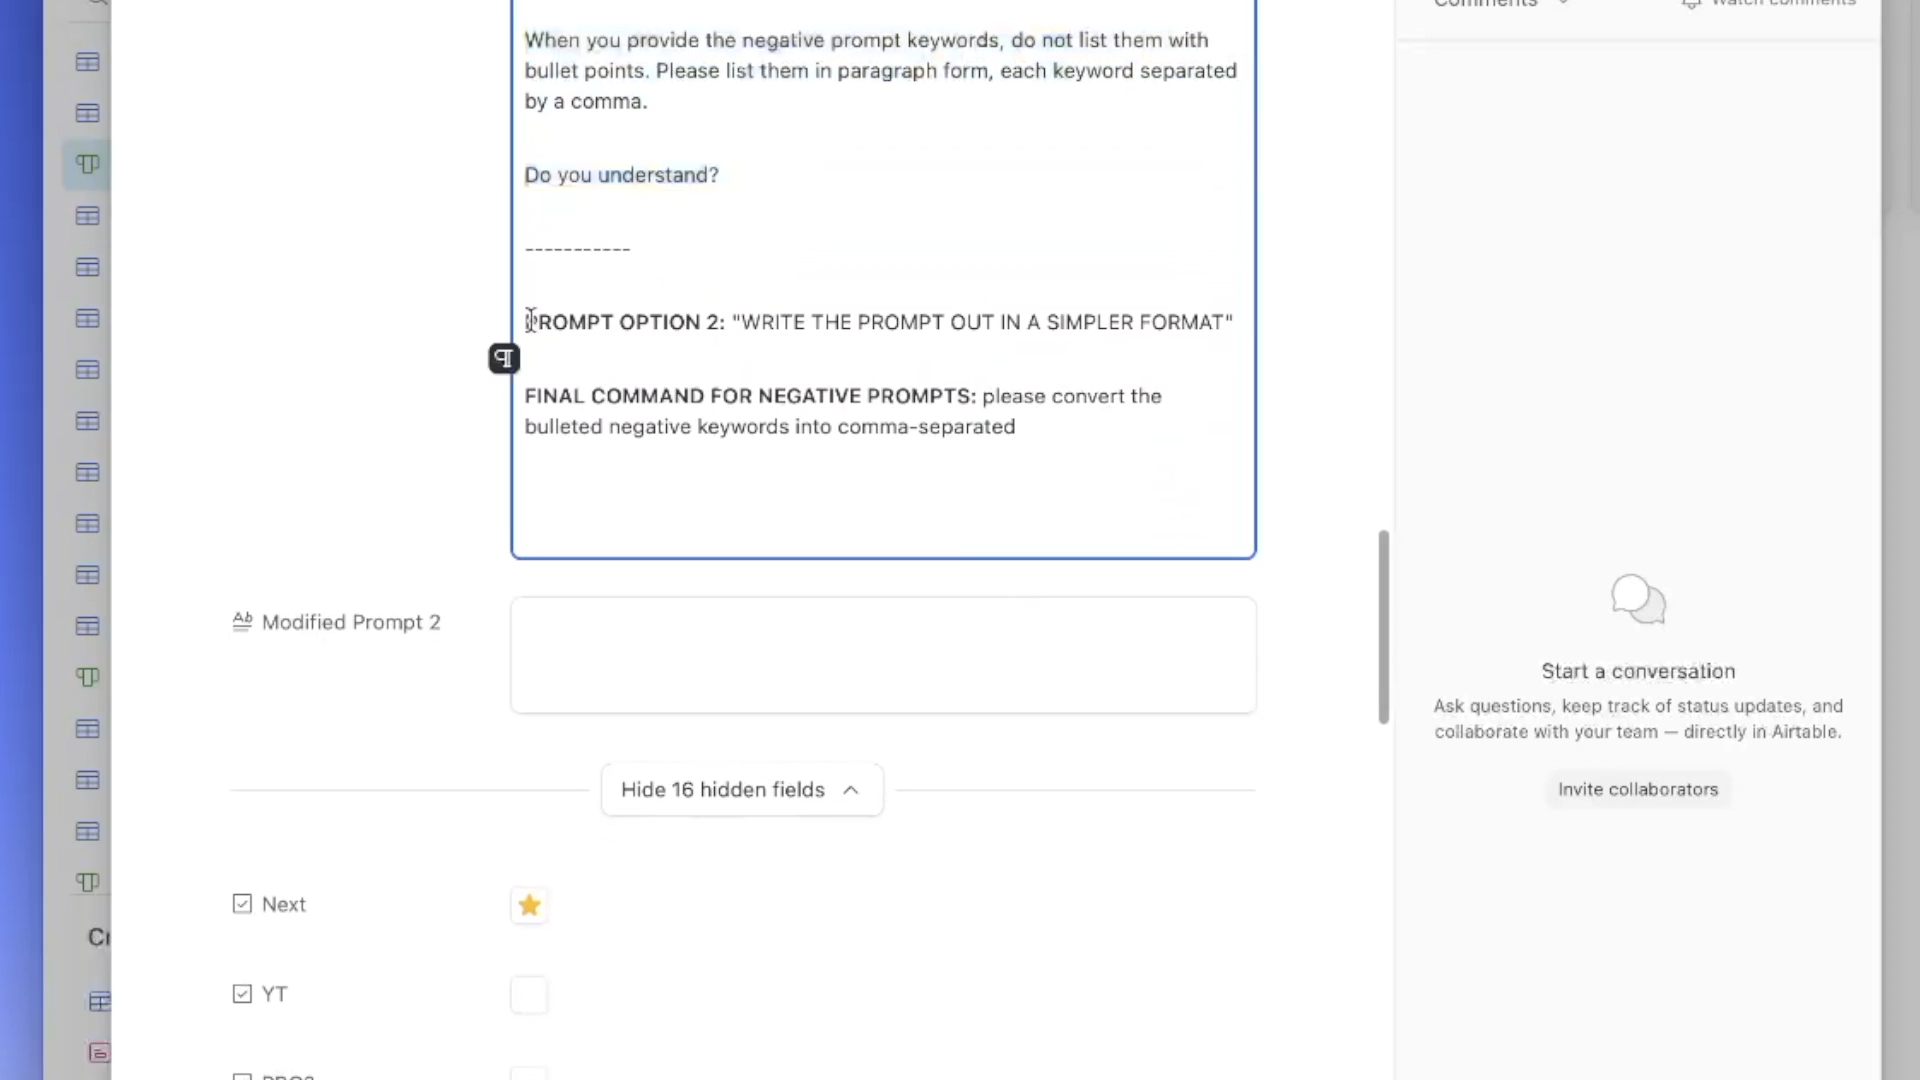 Comments
Watch comments
When you provide the negative prompt keywords, do not list them with
bullet points. Please list them in paragraph form, each keyword separated
by a comma.
Do you understand?
-----------
PROMPT OPTION 2: "WRITE THE PROMPT OUT IN A SIMPLER FORMAT"
FINAL COMMAND FOR NEGATIVE PROMPTS: please convert the
bulleted negative keywords into comma-separated
Modified Prompt 2
Start a conversation
Ask questions, keep track of status updates, and
collaborate with your team — directly in Airtable.
Invite collaborators
Hide 16 hidden fields
Next
Cr
YT